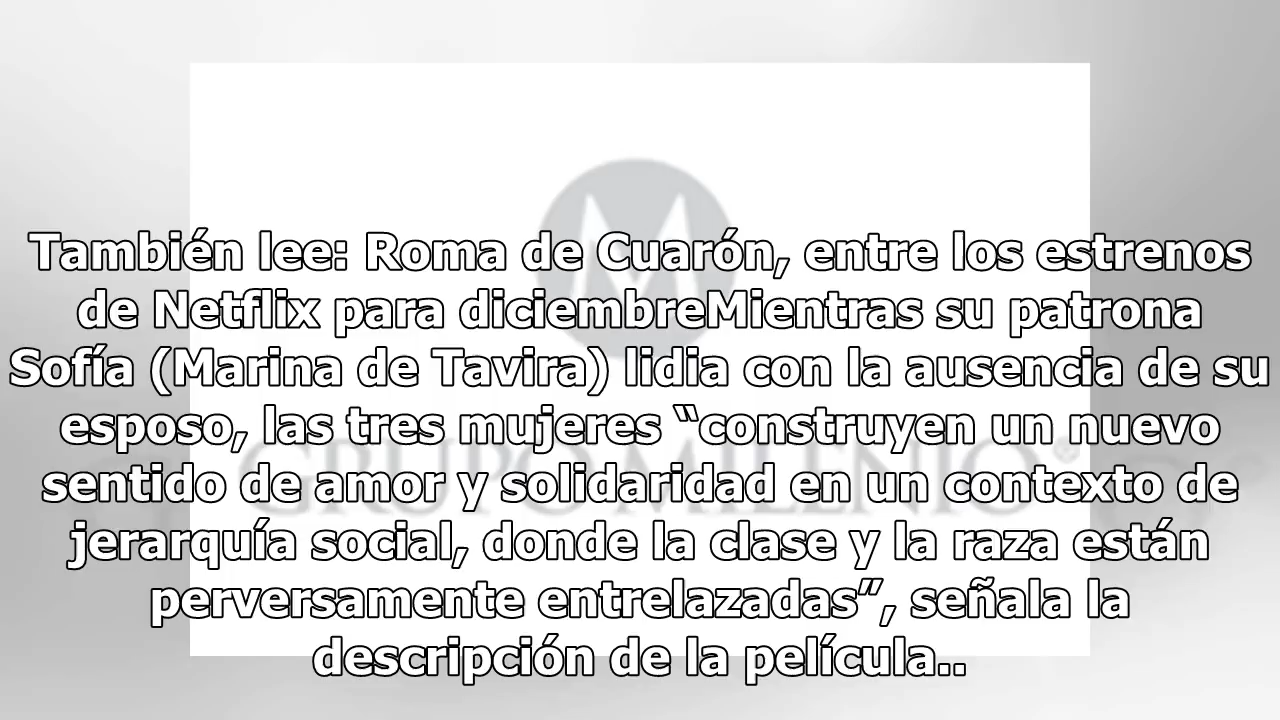 También lee: Roma de Cuarón, entre los estrenos
de Netflix para diciembreMientras su patrona
Sofía (Marina de Tavira) lidia con la ausencia de su
esposo, las tres mujeres “construyen un nuevo
sentido de amor y solidaridad en un contexto de
jerarquía social, donde la clase y la raza están
perversamente entrelazadas”, señala la
descripción de la película..
M
GRUPO MILENIO®